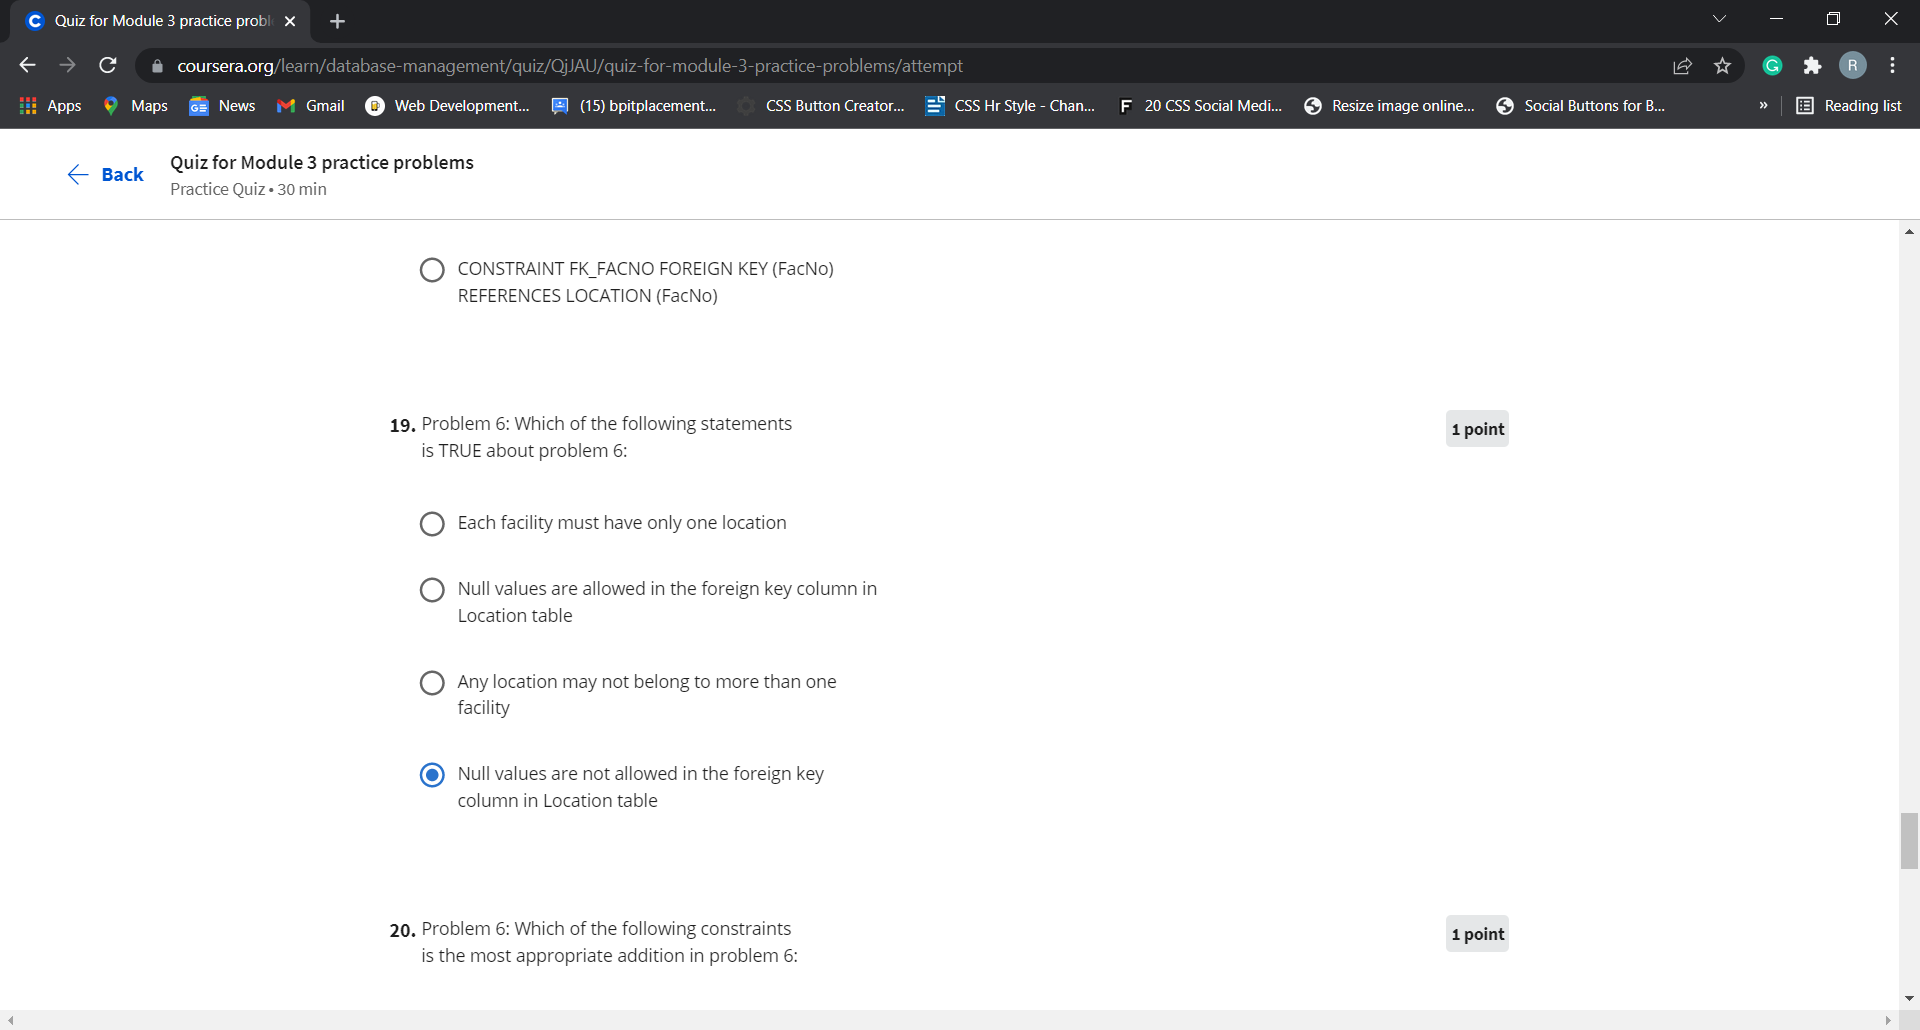 Quiz for Module 3 practice probl
coursera.org/learn/database-management/quiz/QjJAU/quiz-for-module-3-practice-problems/attempt
R
Apps Maps News Gmail Web Development... (15) bpitplacement... CSS Button Creator... CSS Hr Style - Chan... 20 CSS Social Medi... Resize image online... Social Buttons for B... » Reading list
Back
Quiz for Module 3 practice problems
Practice Quiz • 30 min
CONSTRAINT FK_FACNO FOREIGN KEY (FacNo)
REFERENCES LOCATION (FacNo)
19. Problem 6: Which of the following statements
is TRUE about problem 6:
1 point
Each facility must have only one location
Null values are allowed in the foreign key column in
Location table
Any location may not belong to more than one
facility
Null values are not allowed in the foreign key
column in Location table
20. Problem 6: Which of the following constraints
is the most appropriate addition in problem 6:
1 point